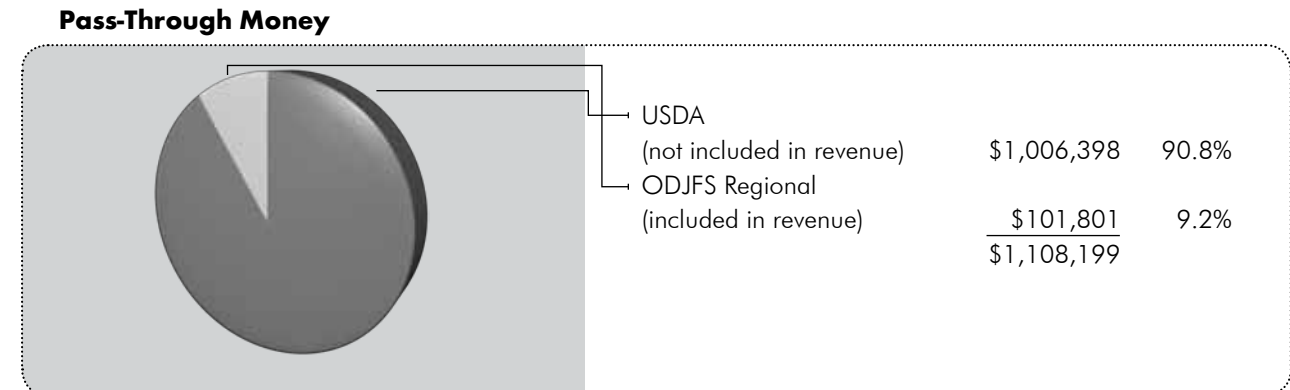 Pass-Through Money
USDA
(not included in revenue) $1,006,398 90.8%
ODJFS Regional
(included in revenue) $101,801 9.2%
$1,108,199